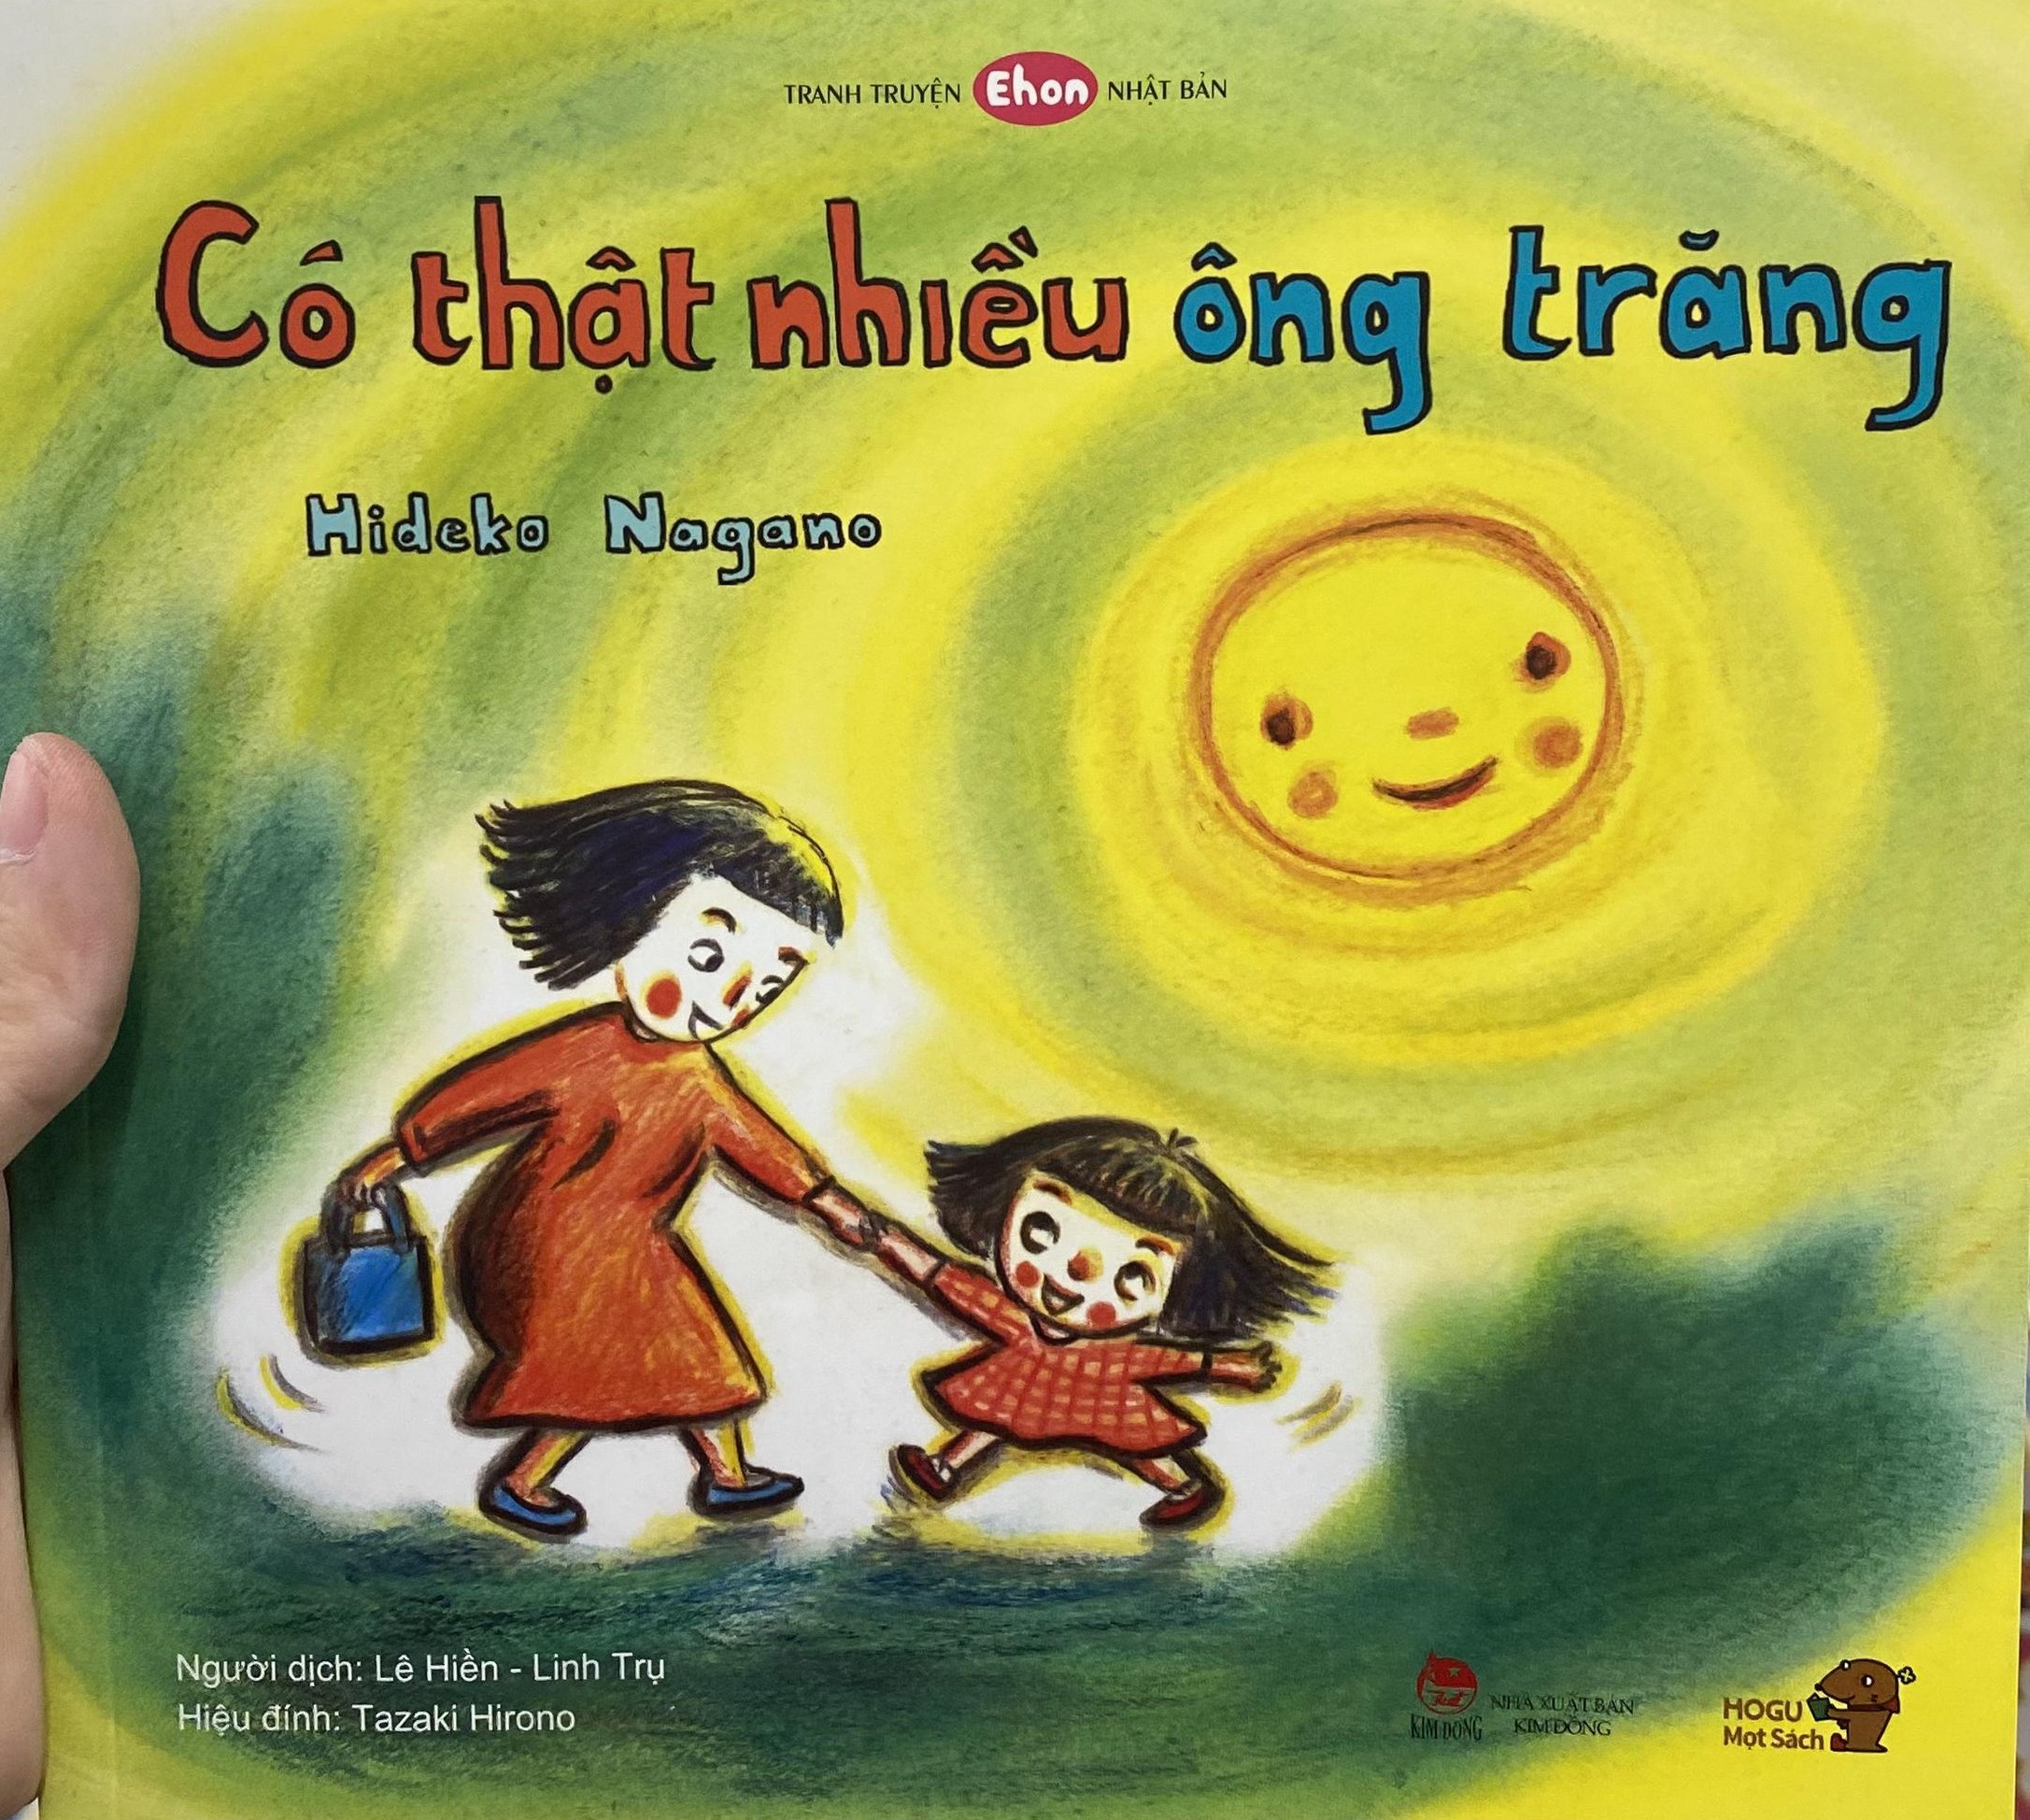 TRANH TRUYỆN Ehon NHẬT BẢN
Có thật nhiều ông trăng
Hideko Nagano
Người dịch: Lê Hiền - Linh Trụ
Hiệu đính: Tazaki Hirono
KIM ĐỒNG
NHÀ XUẤT BẢN
KIM ĐỒNG
HOGU
Mọt Sách